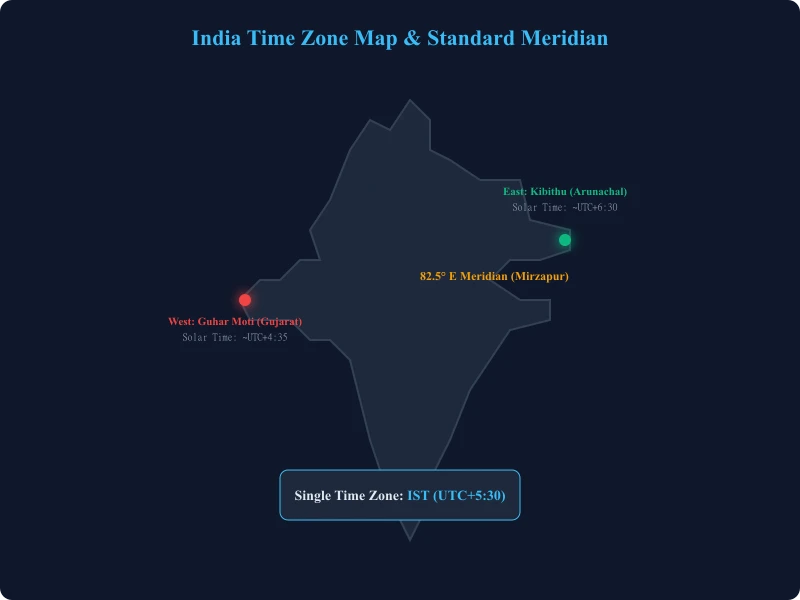 India Time Zone Map & Standard Meridian
East: Kibithu (Arunachal)
Solar Time: ~UTC+6:30
82.5° E Meridian (Mirzapur)
West: Guhar Moti (Gujarat)
Solar Time: ~UTC+4:35
Single Time Zone: IST (UTC+5:30)